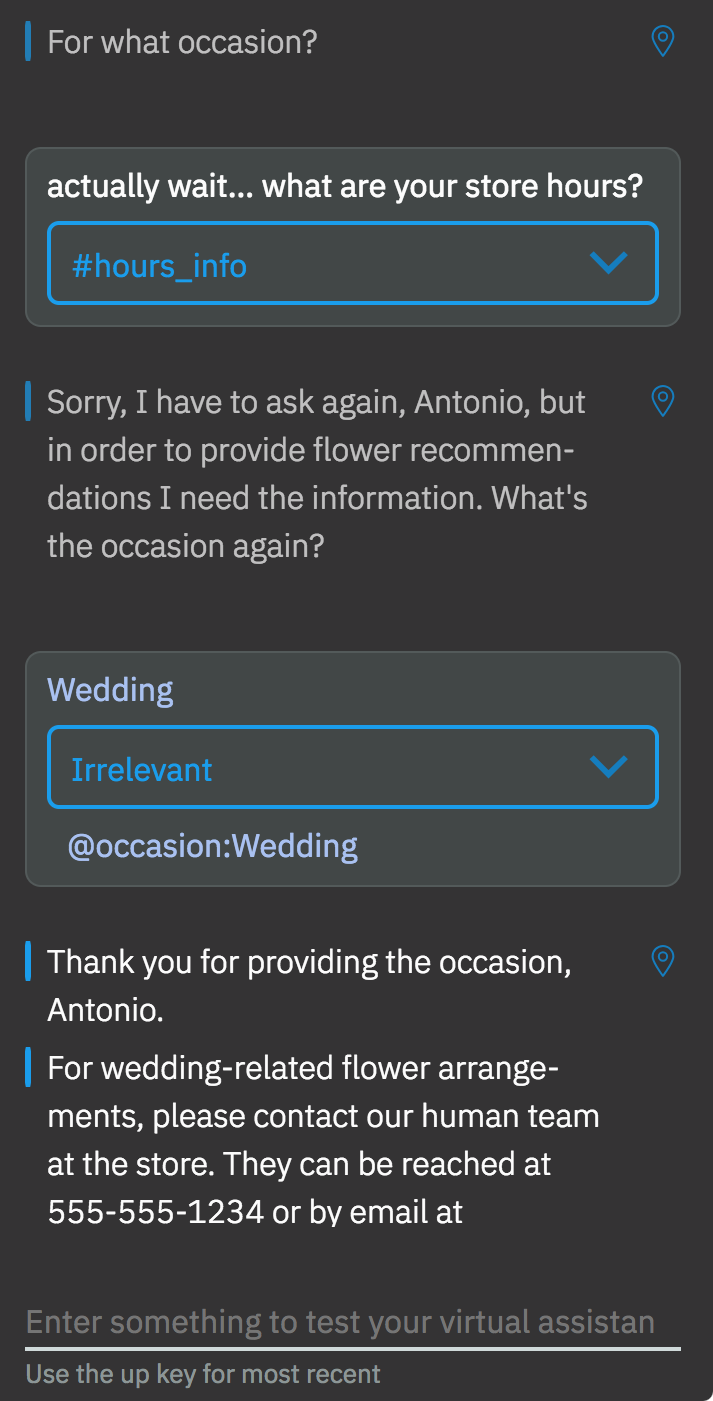 For what occasion?
actually wait... what are your store hours?
#hours_info
Sorry, I have to ask again, Antonio, but
in order to provide flower recommen-
dations I need the information. What's
the occasion again?
Wedding
Irrelevant
@occasion:Wedding
Thank you for providing the occasion,
Antonio.
For wedding-related flower arrange-
ments, please contact our human team
at the store. They can be reached at
555-555-1234 or by email at
Enter something to test your virtual assistan
Use the up key for most recent